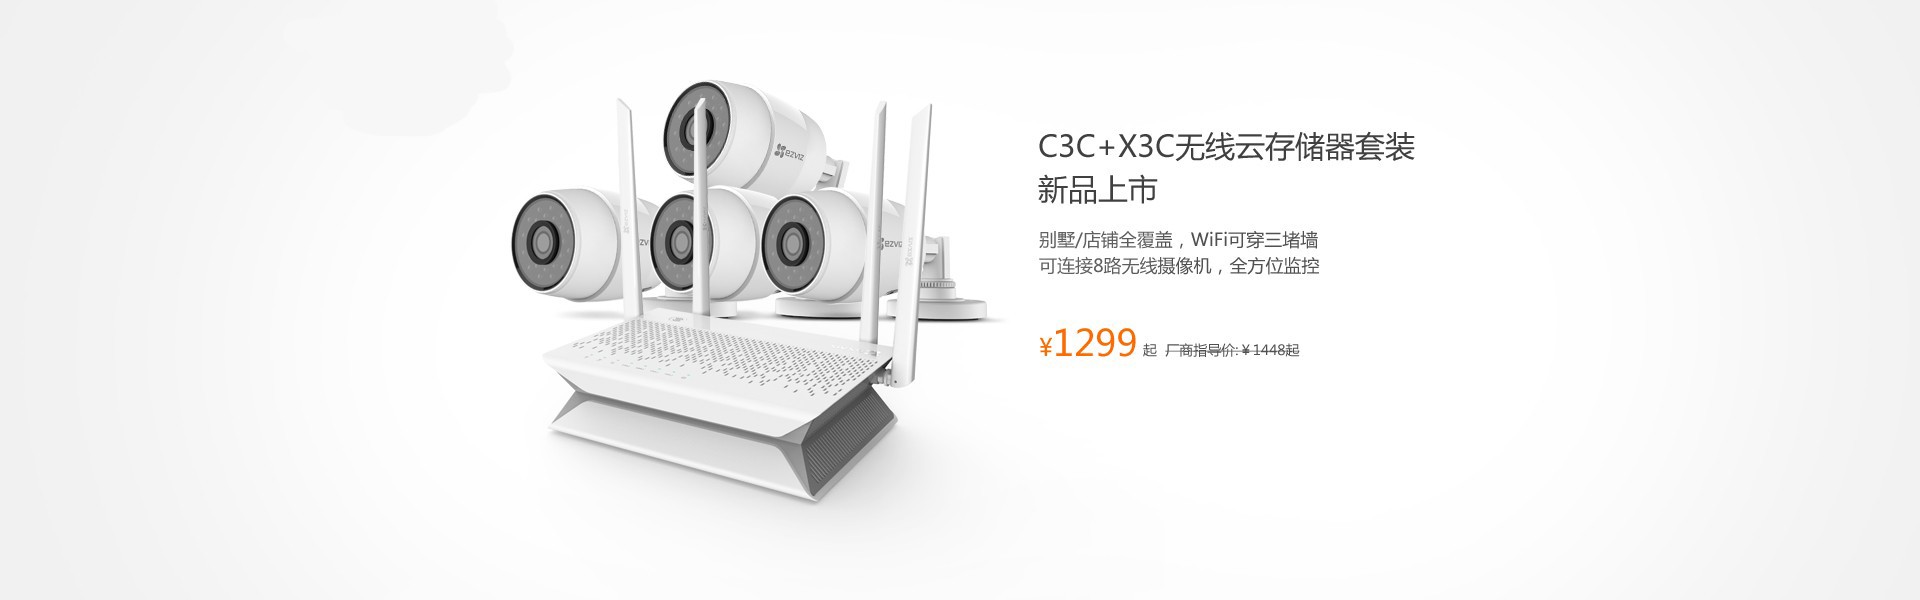 ezviz
ezviz
C3C+X3C无线云存储器套装
新品上市
别墅/店铺全覆盖，WiFi可穿三堵墙
可连接8路无线摄像机，全方位监控
¥1299 起 厂商指导价: ¥ 1448起